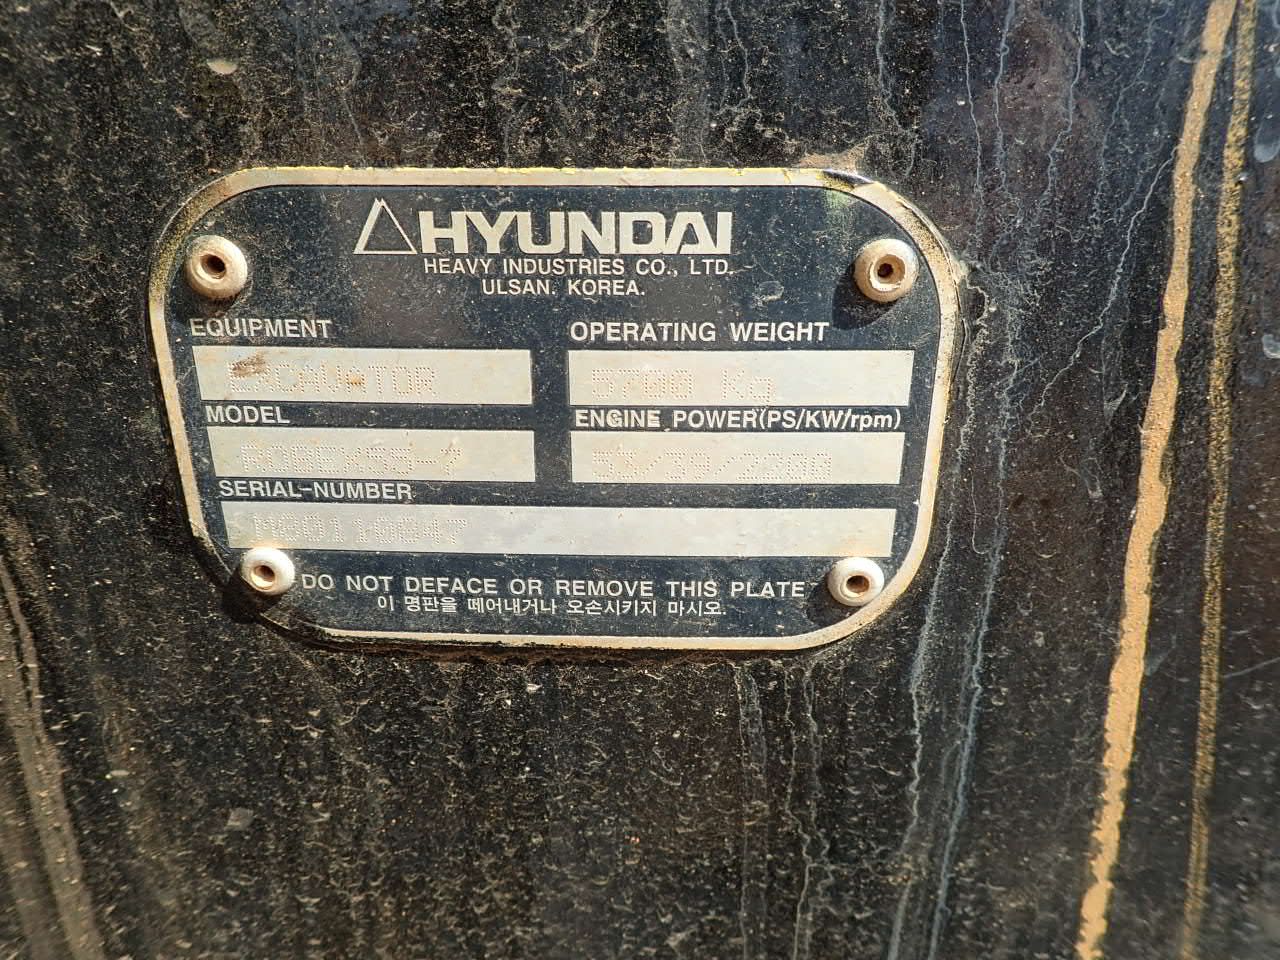 HYUNDAI
HEAVY INDUSTRIES CO., LTD.
ULSAN. KOREA.
EQUIPMENT
OPERATING WEIGHT
EXCAVATOR
5700 Kg
MODEL
ENGINE POWER(PS/KW/rpm)
ROBEX55-7
SERIAL-NUMBER
DO NOT DEFACE OR REMOVE THIS PLATE
이 명판을 떼어내거나 오손시키지 마시오.